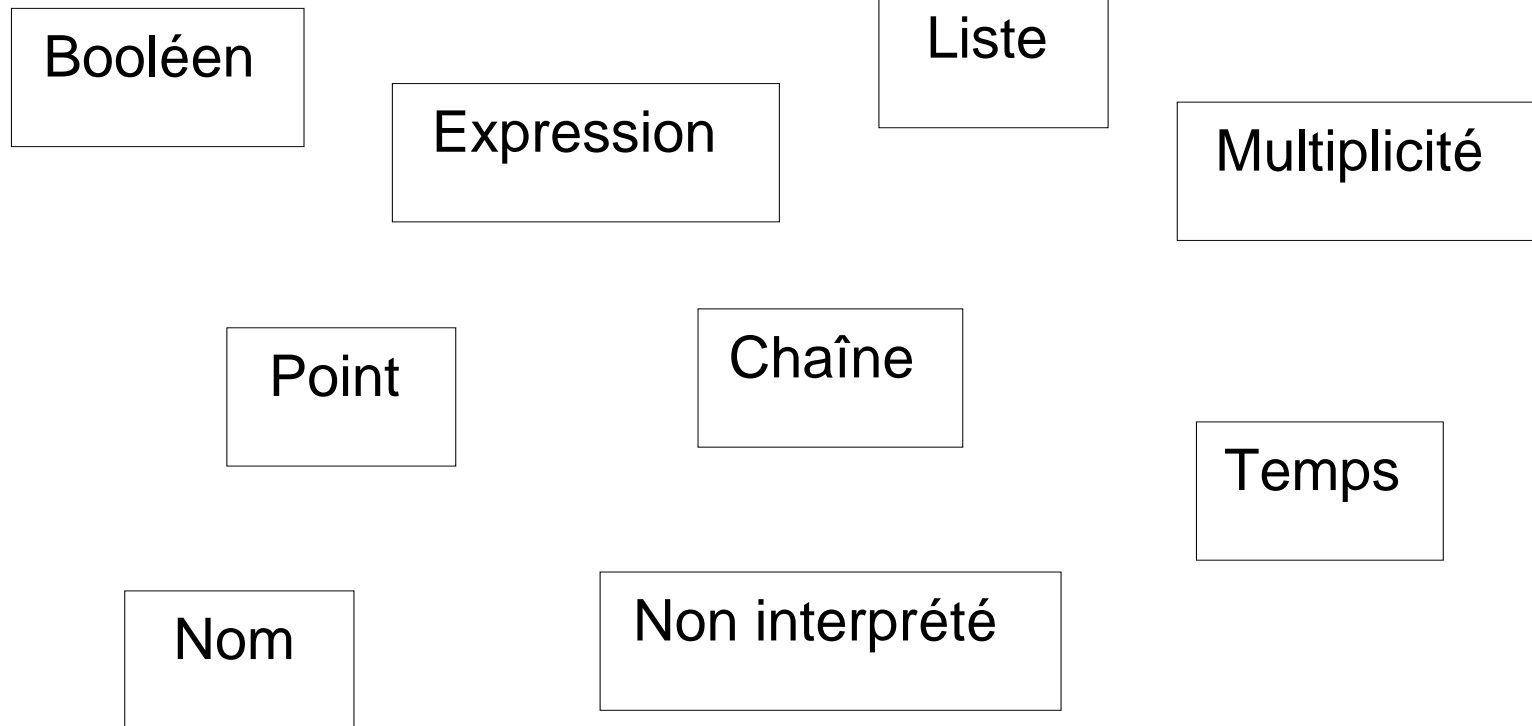 Booléen
Liste
Expression
Multiplicité
Point
Chaîne
Temps
Nom
Non interprété